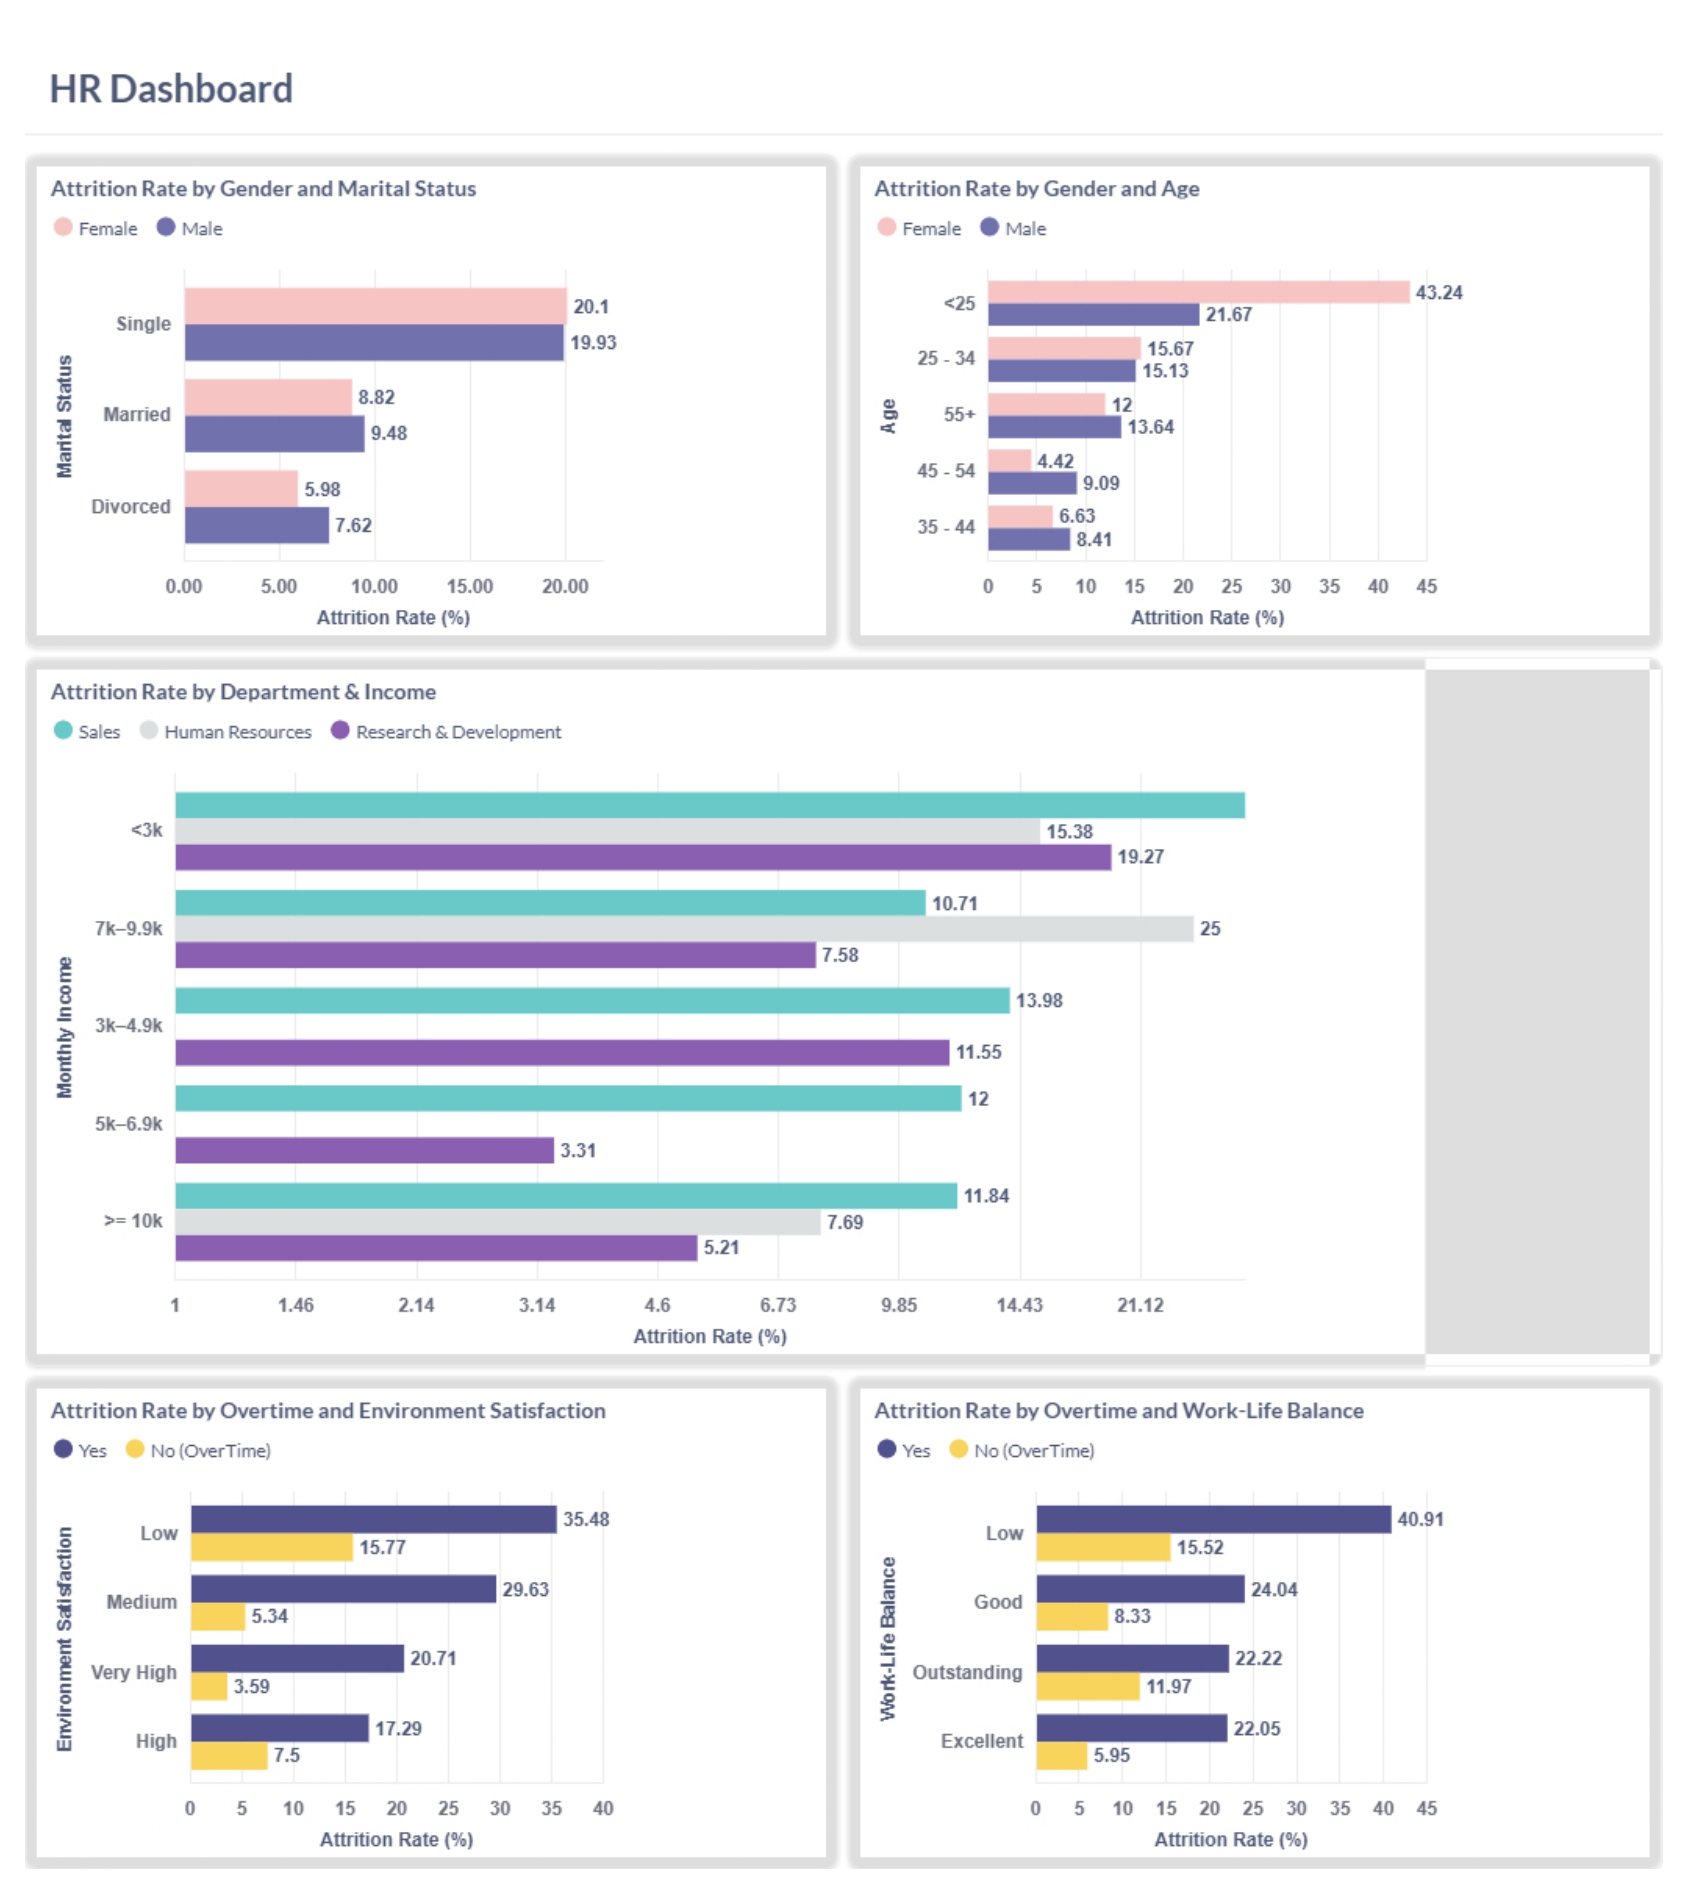 HR Dashboard
Attrition Rate by Gender and Marital Status
Female Male
Marital Status
Single
20.1
19.93
Married
8.82
9.48
Divorced
5.98
7.62
0.00 5.00 10.00 15.00 20.00
Attrition Rate (%)
Attrition Rate by Gender and Age
Female Male
Age
<25
43.24
21.67
25 - 34
15.67
15.13
55+
12
13.64
45 - 54
4.42
9.09
35 - 44
6.63
8.41
0 5 10 15 20 25 30 35 40 45
Attrition Rate (%)
Attrition Rate by Department & Income
Sales Human Resources Research & Development
Monthly Income
<3k
15.38
19.27
7k–9.9k
10.71
25
7.58
3k–4.9k
13.98
11.55
5k–6.9k
12
3.31
>= 10k
11.84
7.69
5.21
1 1.46 2.14 3.14 4.6 6.73 9.85 14.43 21.12
Attrition Rate (%)
Attrition Rate by Overtime and Environment Satisfaction
Yes No (OverTime)
Environment Satisfaction
Low
35.48
15.77
Medium
29.63
5.34
Very High
20.71
3.59
High
17.29
7.5
0 5 10 15 20 25 30 35 40
Attrition Rate (%)
Attrition Rate by Overtime and Work-Life Balance
Yes No (OverTime)
Work-Life Balance
Low
40.91
15.52
Good
24.04
8.33
Outstanding
22.22
11.97
Excellent
22.05
5.95
0 5 10 15 20 25 30 35 40 45
Attrition Rate (%)